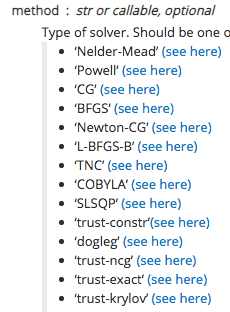 method : str or callable, optional
Type of solver. Should be one o
• ‘Nelder-Mead’ (see here)
• ‘Powell’ (see here)
• ‘CG’ (see here)
• ‘BFGS’ (see here)
• ‘Newton-CG’ (see here)
• ‘L-BFGS-B’ (see here)
• ‘TNC’ (see here)
• ‘COBYLA’ (see here)
• ‘SLSQP’ (see here)
• ‘trust-constr’(see here)
• ‘dogleg’ (see here)
• ‘trust-ncg’ (see here)
• ‘trust-exact’ (see here)
• ‘trust-krylov’ (see here)